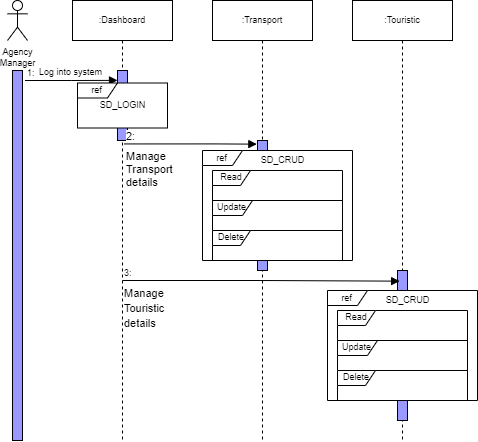 :Dashboard
:Transport
:Touristic
Agency
Manager
1: Log into system
ref
SD_LOGIN
2:
Manage
Transport
details
ref
SD_CRUD
Read
Update
Delete
3:
Manage
Touristic
details
ref
SD_CRUD
Read
Update
Delete